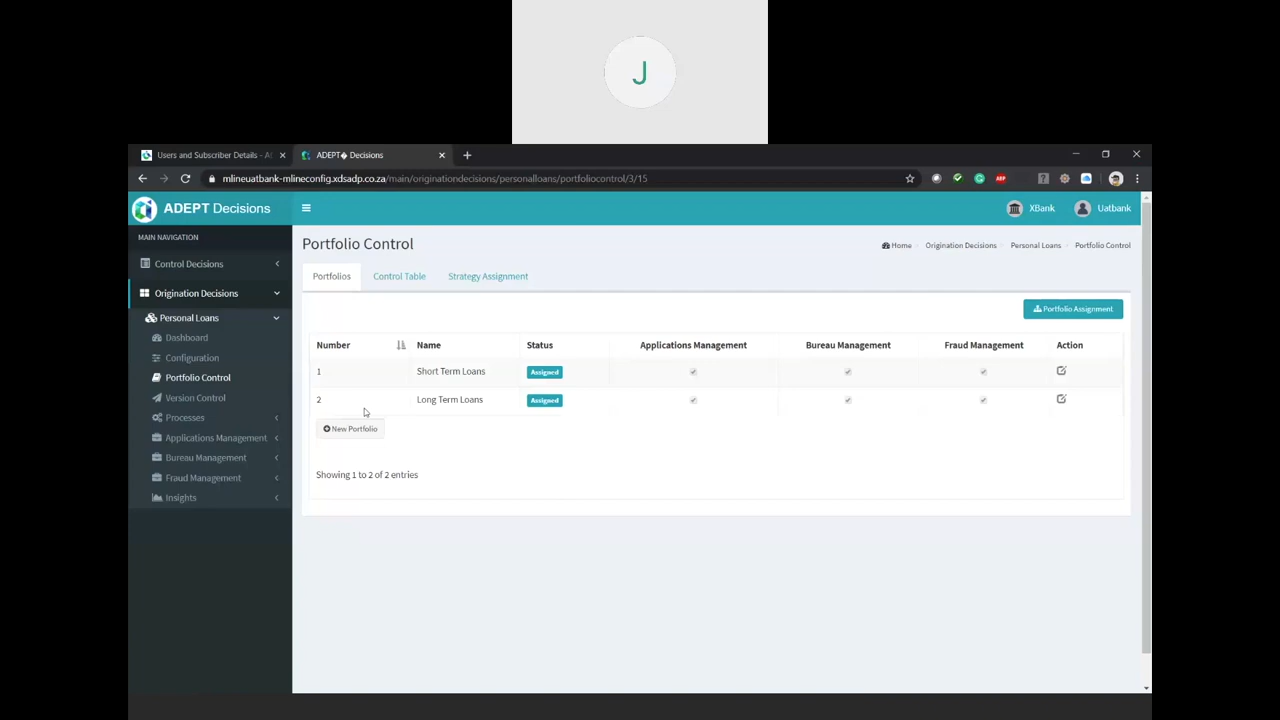 J
Users and Subscriber Details - AD
ADEPT� Decisions
mlineuatbank-mlineconfig.xdsadp.co.za/main/originationdecisions/personalloans/portfoliocontrol/3/15
ABP
ADEPT Decisions
XBank
Uatbank
MAIN NAVIGATION
Control Decisions
Origination Decisions
Personal Loans
Dashboard
Configuration
Portfolio Control
Version Control
Processes
Applications Management
Bureau Management
Fraud Management
Insights
Portfolio Control
Home Origination Decisions Personal Loans Portfolio Control
Portfolios Control Table Strategy Assignment
Portfolio Assignment
Number Name Status Applications Management Bureau Management Fraud Management Action
1 Short Term Loans Assigned
2 Long Term Loans Assigned
New Portfolio
Showing 1 to 2 of 2 entries